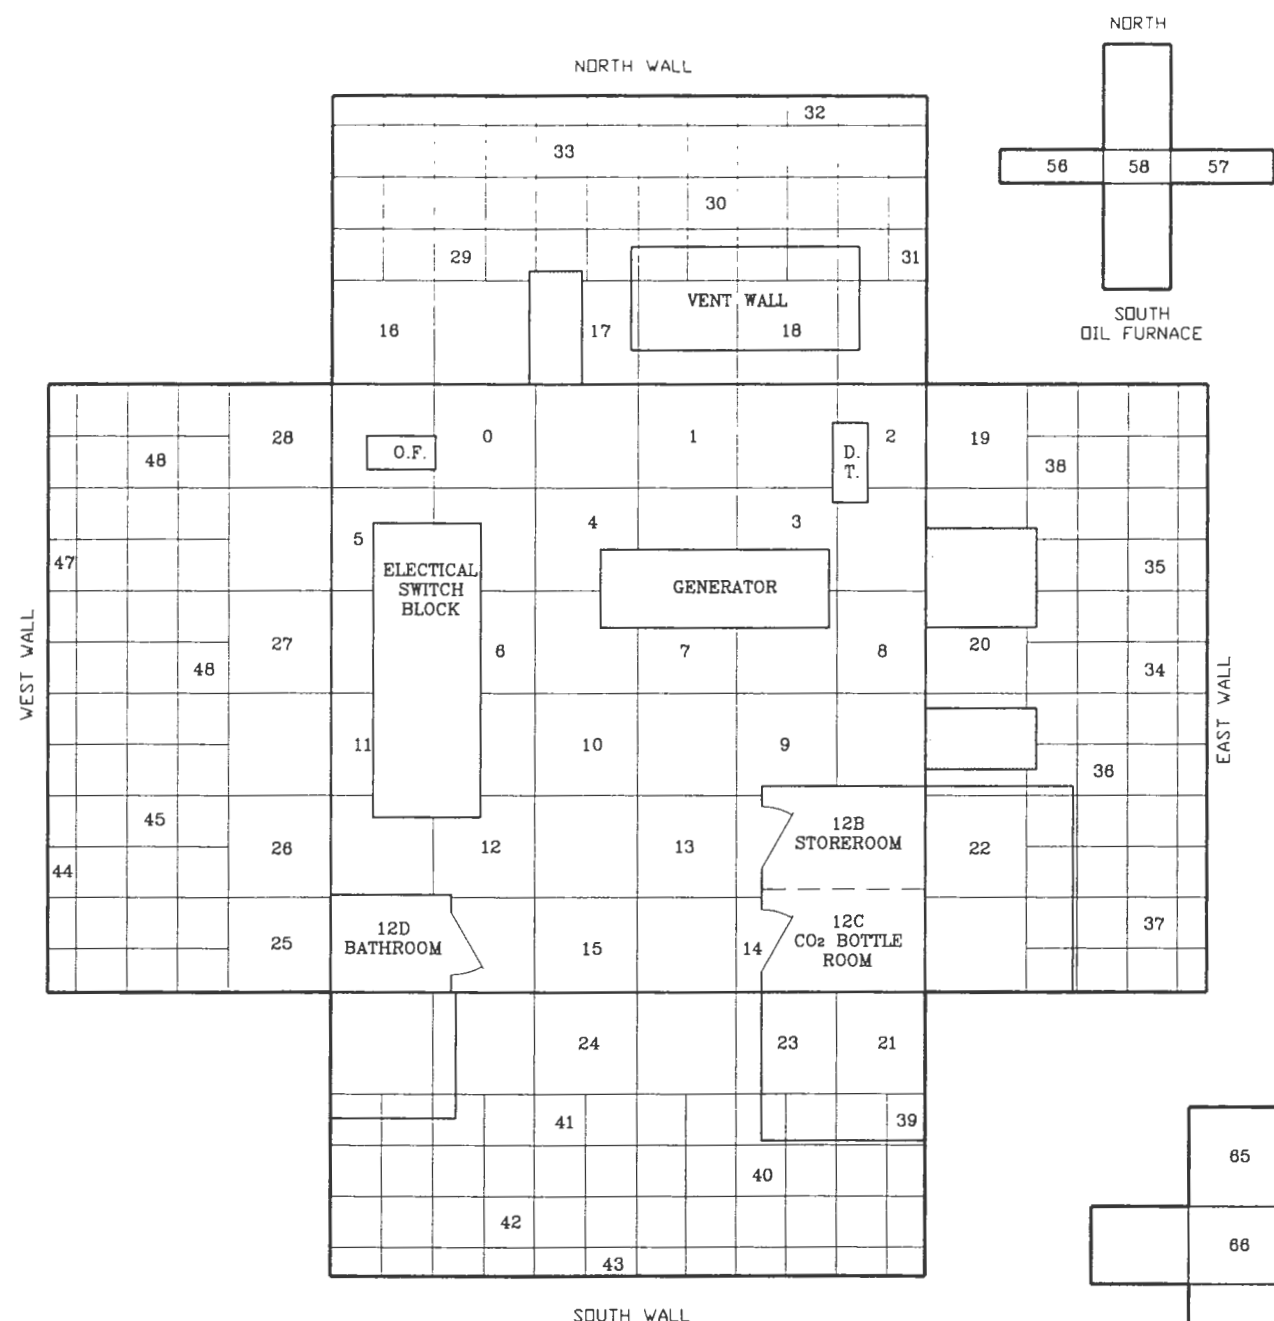 NORTH
NORTH WALL
32
33
56 58 57
30
29 31
VENT WALL
16 17 18
SOUTH
OIL FURNACE
28 0 1 2 19
O.F.
D.
T.
48 38
4 3
5
47 35
ELECTICAL
SWITCH
BLOCK
GENERATOR
27 6 7 8 20
48 34
WEST WALL
EAST WALL
11 10 9
36
45
12B
STOREROOM
26 12 13 22
44
12D
BATHROOM
12C
CO₂ BOTTLE
ROOM
37
25 15 14
24 23 21
41 39
65
40
42
66
43
SOUTH WALL